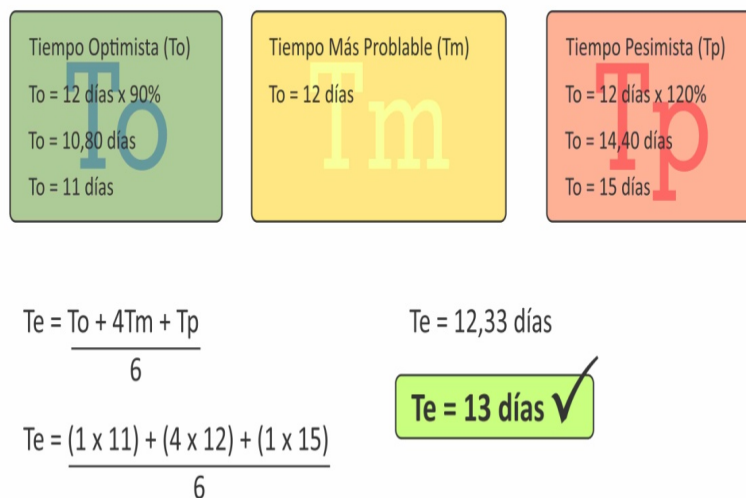 Tiempo Optimista (To)
To = 12 días x 90%
To = 10,80 días
To = 11 días
To
Tiempo Más Problable (Tm)
To = 12 días
Tm
Tiempo Pesimista (Tp)
To = 12 días x 120%
To = 14,40 días
To = 15 días
Tp
Te = To + 4Tm + Tp
6
Te = (1 x 11) + (4 x 12) + (1 x 15)
6
Te = 12,33 días
Te = 13 días ✓